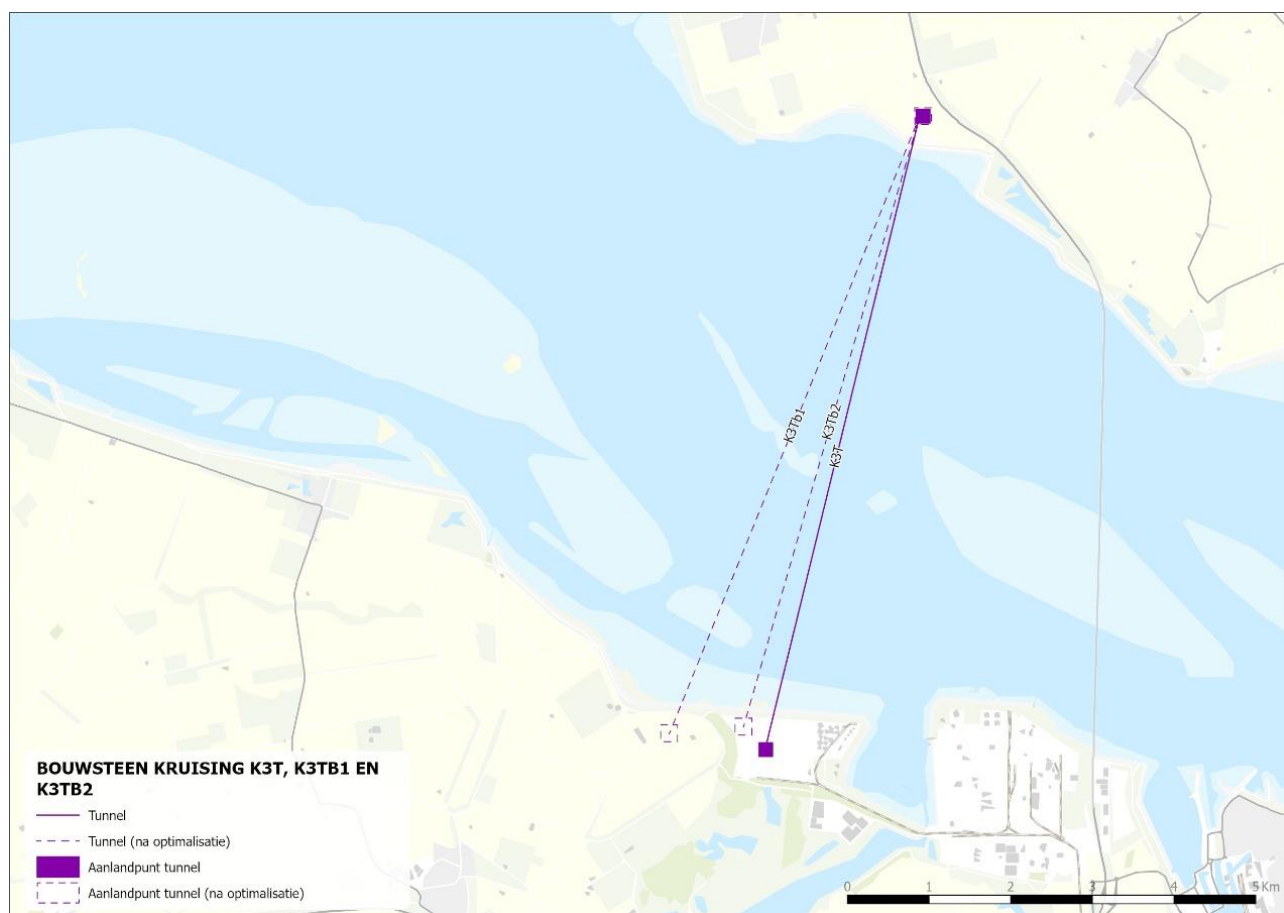 K3Tb1
K3Tb2
K3T
BOUWSTEEN KRUISING K3T, K3TB1 EN
K3TB2
Tunnel
Tunnel (na optimalisatie)
Aanlandpunt tunnel
Aanlandpunt tunnel (na optimalisatie)
0 1 2 3 4 5 Km